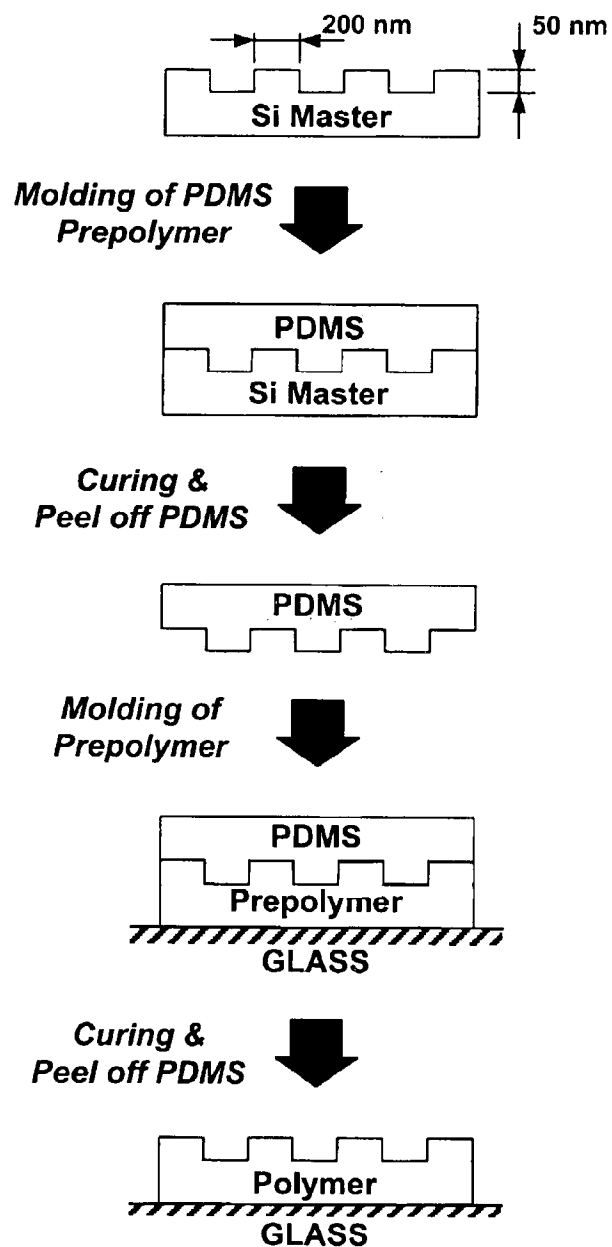 200 nm
50 nm
Si Master
Molding of PDMS
Prepolymer
PDMS
Si Master
Curing &
Peel off PDMS
PDMS
Molding of
Prepolymer
PDMS
Prepolymer
GLASS
Curing &
Peel off PDMS
Polymer
GLASS